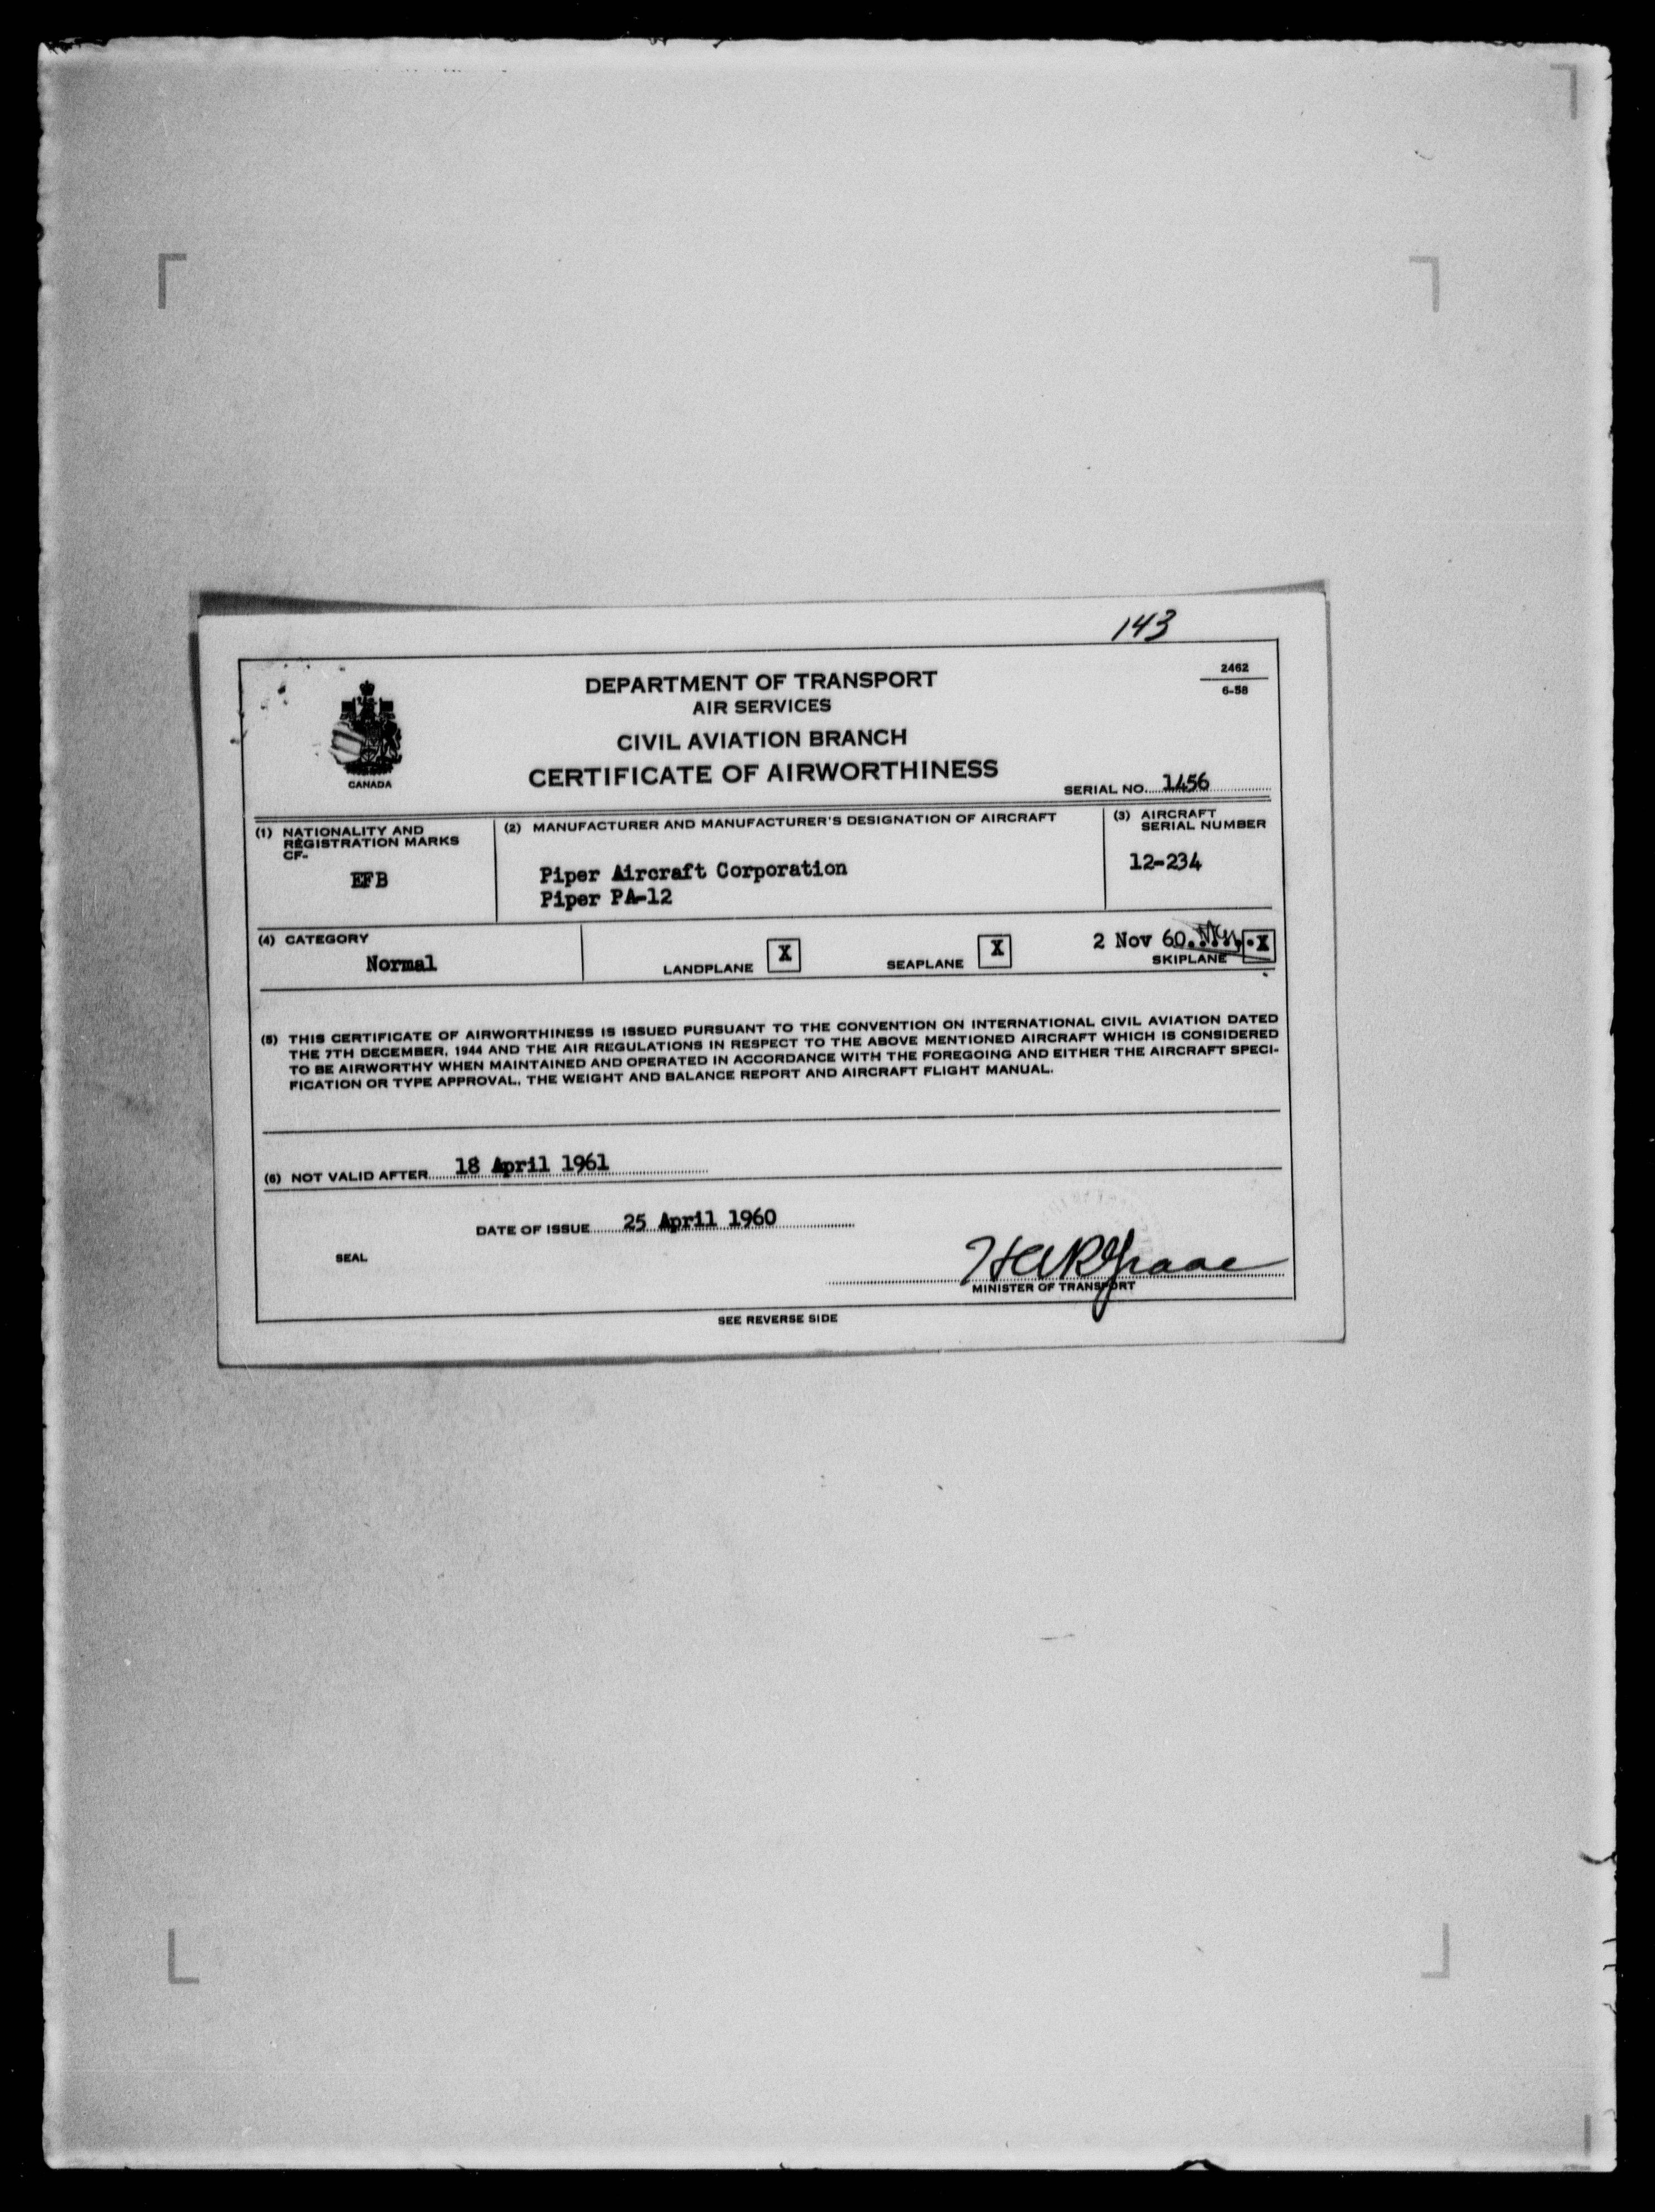 143
2462
6-58
DEPARTMENT OF TRANSPORT
AIR SERVICES
CIVIL AVIATION BRANCH
CERTIFICATE OF AIRWORTHINESS
CANADA
SERIAL NO. 1456
(1) NATIONALITY AND
REGISTRATION MARKS
CF-
EFB
(2) MANUFACTURER AND MANUFACTURER'S DESIGNATION OF AIRCRAFT
Piper Aircraft Corporation
Piper PA-12
(3) AIRCRAFT
SERIAL NUMBER
12-234
(4) CATEGORY
Normal
LANDPLANE X
SEAPLANE X
2 Nov 60
SKIPLANE X
(5) THIS CERTIFICATE OF AIRWORTHINESS IS ISSUED PURSUANT TO THE CONVENTION ON INTERNATIONAL CIVIL AVIATION DATED
THE 7TH DECEMBER, 1944 AND THE AIR REGULATIONS IN RESPECT TO THE ABOVE MENTIONED AIRCRAFT WHICH IS CONSIDERED
TO BE AIRWORTHY WHEN MAINTAINED AND OPERATED IN ACCORDANCE WITH THE FOREGOING AND EITHER THE AIRCRAFT SPECI-
FICATION OR TYPE APPROVAL, THE WEIGHT AND BALANCE REPORT AND AIRCRAFT FLIGHT MANUAL.
(6) NOT VALID AFTER 18 April 1961
DATE OF ISSUE 25 April 1960
SEAL
MINISTER OF TRANSPORT
SEE REVERSE SIDE